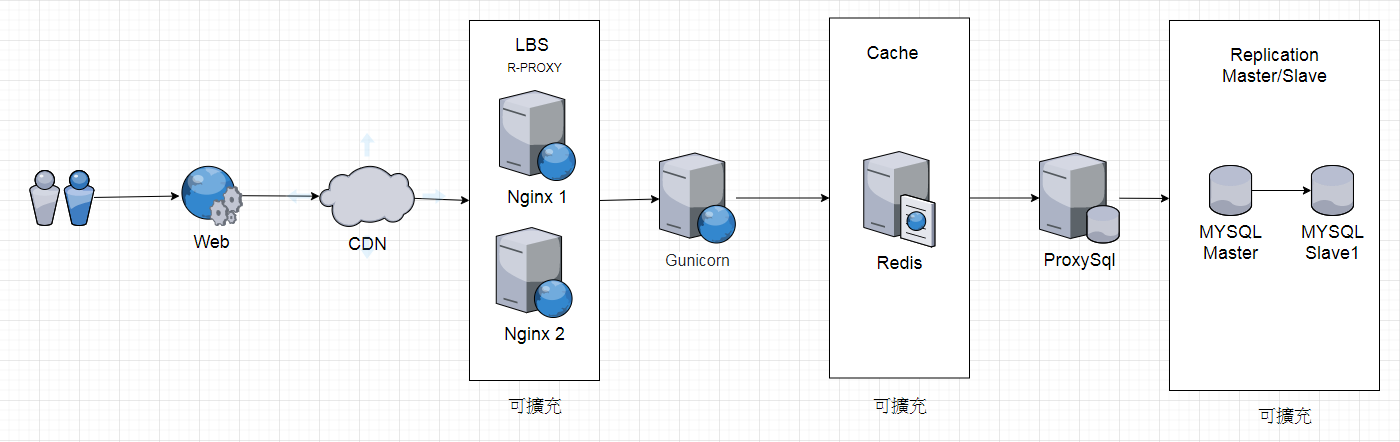 Web
CDN
LBS
R-PROXY
Nginx 1
Nginx 2
可擴充
Gunicorn
Cache
Redis
可擴充
ProxySql
Replication
Master/Slave
MYSQL
Master
MYSQL
Slave1
可擴充